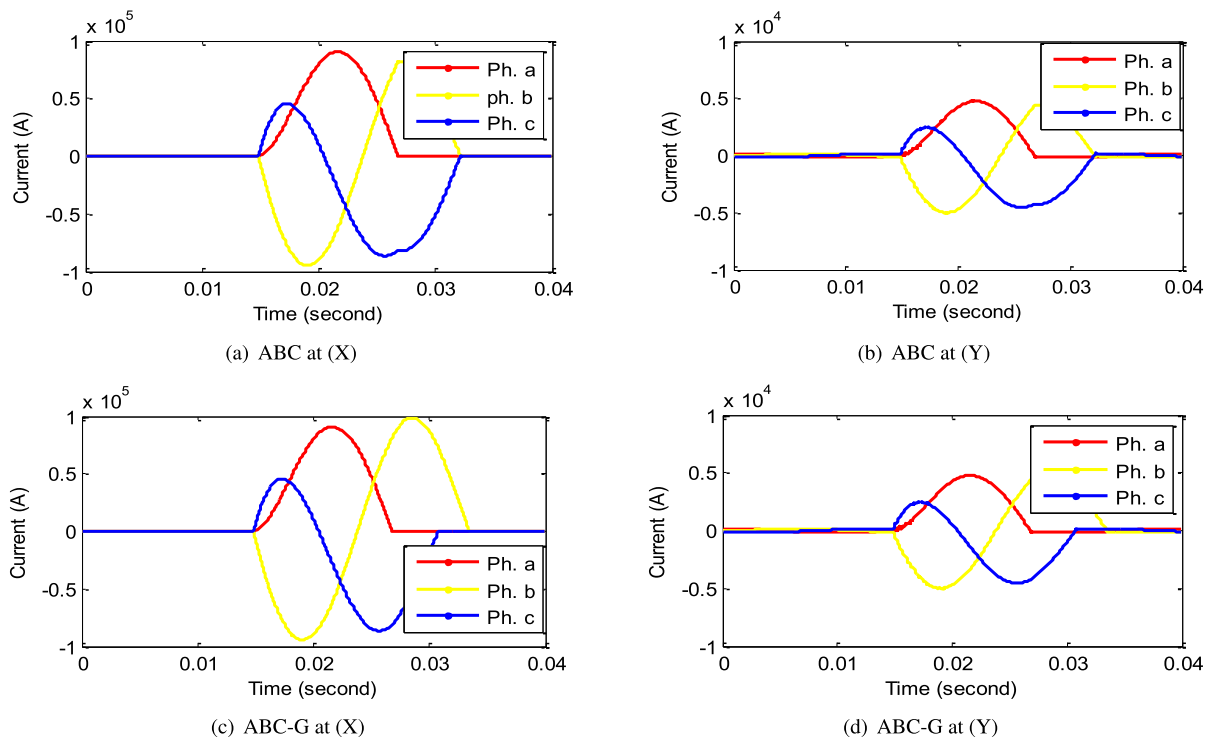 x 10^5
1
0.5
0
-0.5
-1
Current (A)
0 0.01 0.02 0.03 0.04
Time (second)
Ph. a
ph. b
Ph. c
(a) ABC at (X)
x 10^4
1
0.5
0
-0.5
-1
Current (A)
0 0.01 0.02 0.03 0.04
Time (second)
Ph. a
Ph. b
Ph. c
(b) ABC at (Y)
x 10^5
1
0.5
0
-0.5
-1
Current (A)
0 0.01 0.02 0.03 0.04
Time (second)
Ph. a
Ph. b
Ph. c
(c) ABC-G at (X)
x 10^4
1
0.5
0
-0.5
-1
Current (A)
0 0.01 0.02 0.03 0.04
Time (second)
Ph. a
Ph. b
Ph. c
(d) ABC-G at (Y)